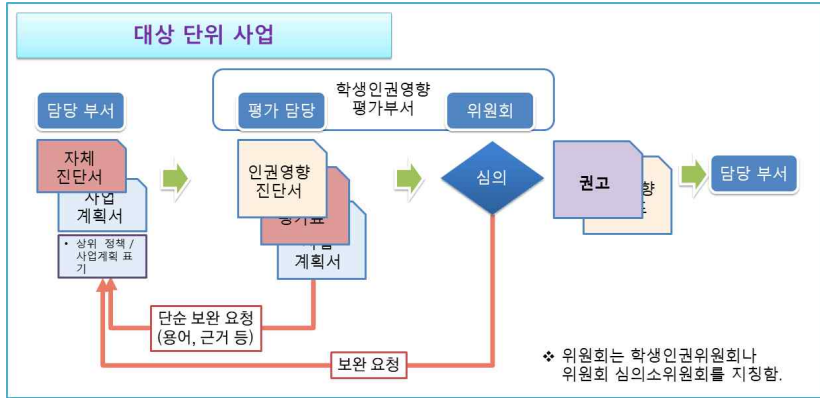 대상 단위 사업
학생인권영향
평가부서
담당 부서
평가 담당
위원회
자체
진단서
사업
계획서
• 상위 정책 /
사업계획 표
기
인권영향
진단서
계획서
심의
권고
담당 부서
단순 보완 요청
(용어, 근거 등)
보완 요청
❖ 위원회는 학생인권위원회나
위원회 심의소위원회를 지칭함.